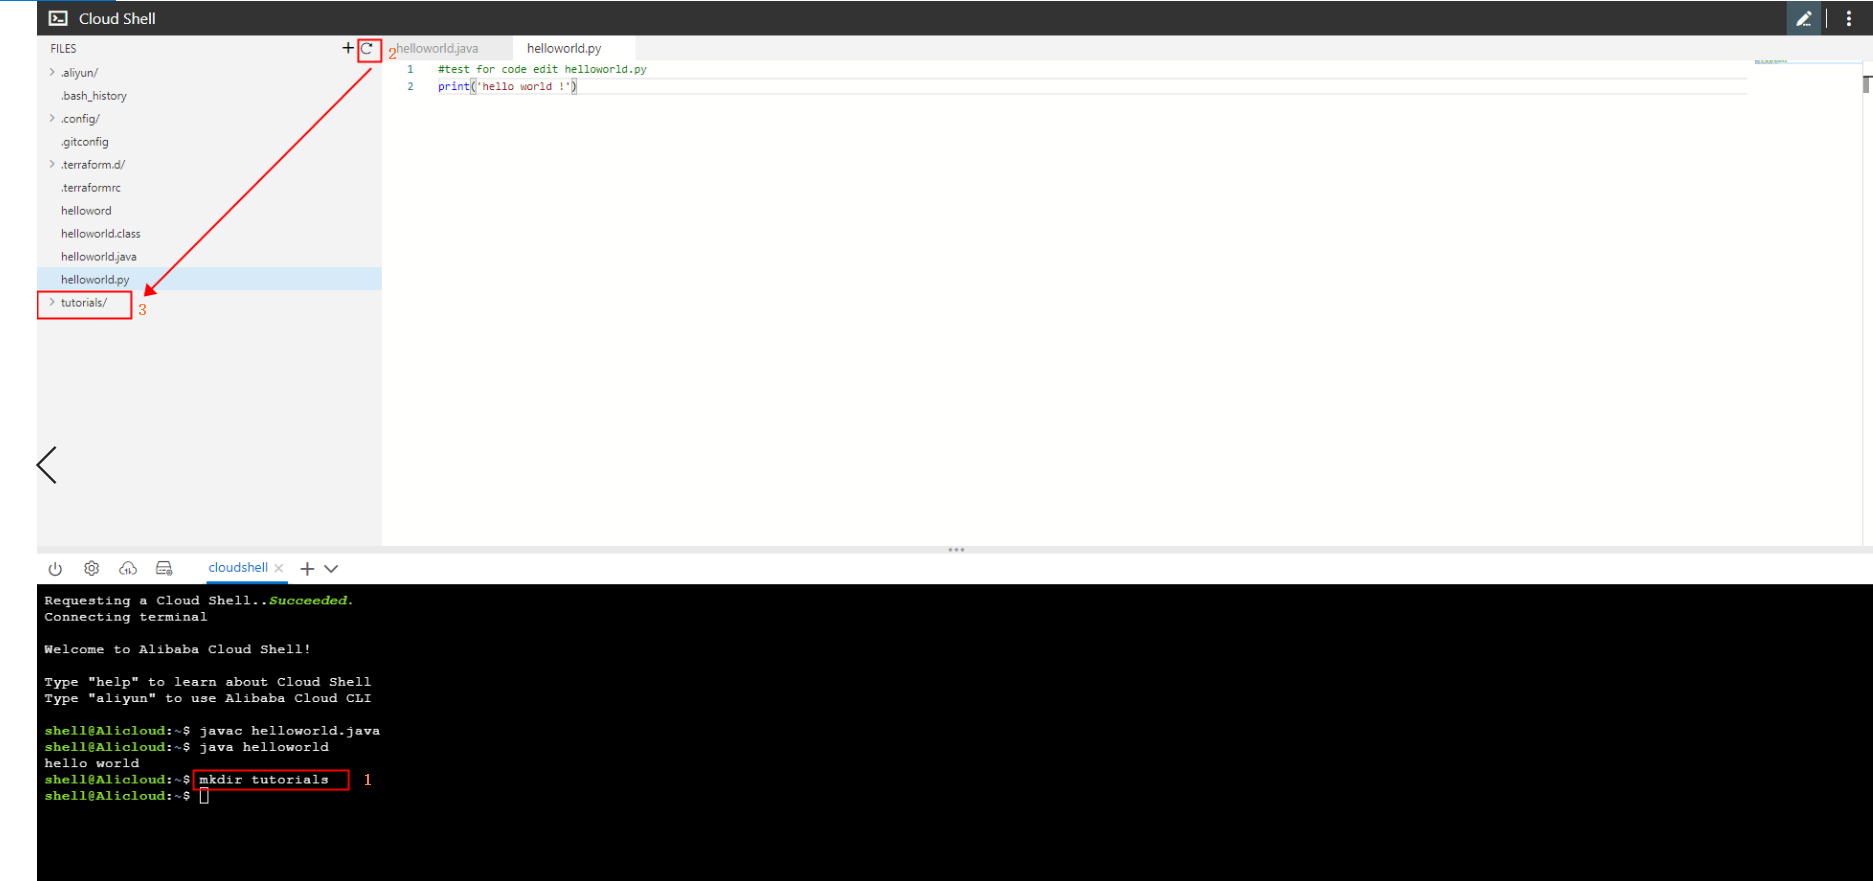 Cloud Shell
FILES
2
helloworld.java
helloworld.py
.aliyun/
.bash_history
.config/
.gitconfig
.terraform.d/
.terraformrc
helloword
helloworld.class
helloworld.java
helloworld.py
tutorials/
3
1 #test for code edit helloworld.py
2 print('hello world !')
cloudshell
Requesting a Cloud Shell..Succeeded.
Connecting terminal
Welcome to Alibaba Cloud Shell!
Type "help" to learn about Cloud Shell
Type "aliyun" to use Alibaba Cloud CLI
shell@Alicloud:~$ javac helloworld.java
shell@Alicloud:~$ java helloworld
hello world
shell@Alicloud:~$ mkdir tutorials 1
shell@Alicloud:~$